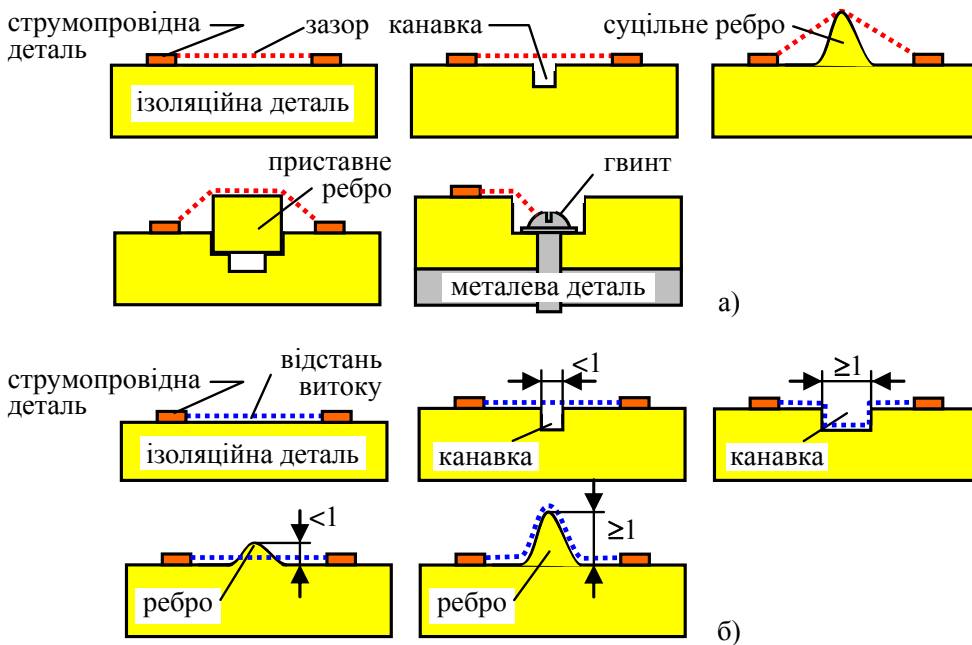 струмопровідна
деталь
зазор
канавка
суцільне ребро
ізоляційна деталь
приставне
ребро
гвинт
металева деталь
а)
струмопровідна
деталь
відстань
витоку
<1
≥1
ізоляційна деталь
канавка
канавка
<1
≥1
ребро
ребро
б)